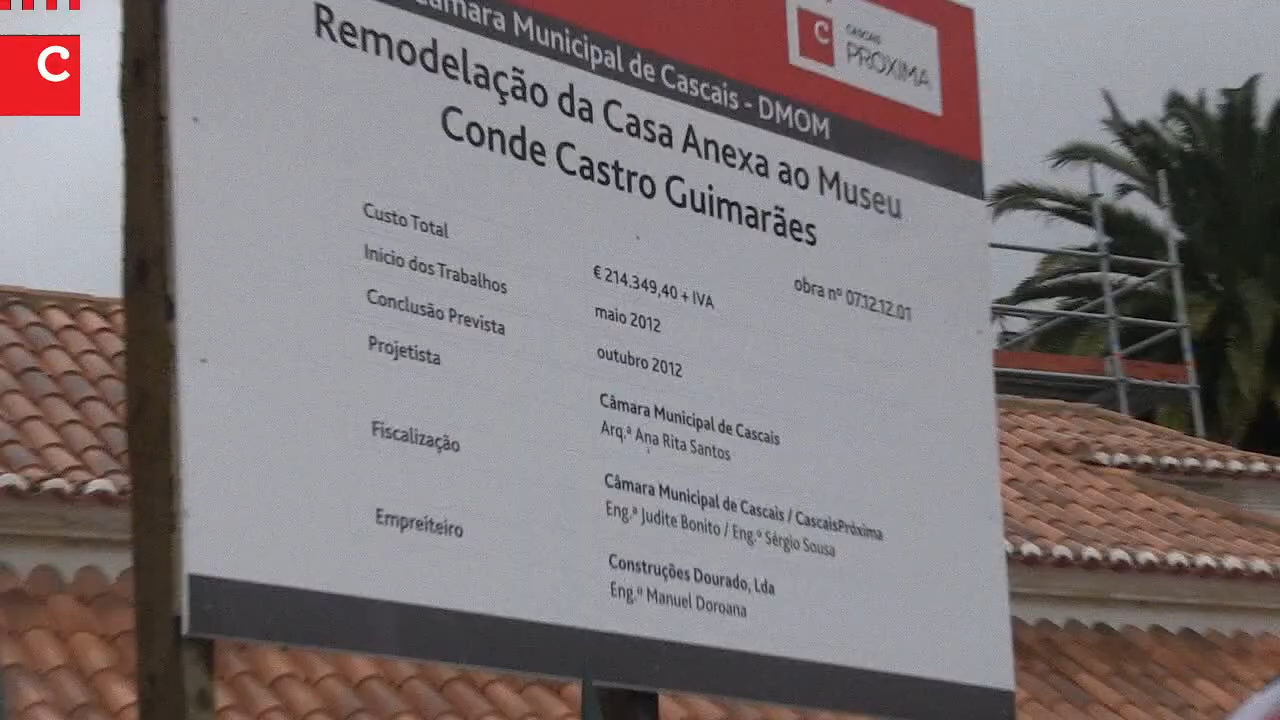 C
Câmara Municipal de Cascais - DMOM
C
CASCAIS
PRÓXIMA
Remodelação da Casa Anexa ao Museu
Conde Castro Guimarães
obra nº 07.12.12.01
Custo Total € 214.349,40 + IVA
Início dos Trabalhos maio 2012
Conclusão Prevista outubro 2012
Projetista Câmara Municipal de Cascais
Arq.ª Ana Rita Santos
Fiscalização Câmara Municipal de Cascais / CascaisPróxima
Eng.ª Judite Bonito / Eng.º Sérgio Sousa
Empreiteiro Construções Dourado, Lda
Eng.º Manuel Doroana